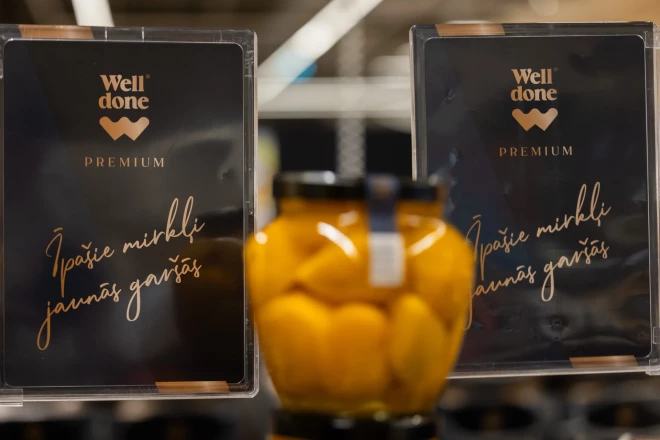 Well
done
PREMIUM
Īpašie mirkļi
jaunās garšās
Well
done
PREMIUM
Īpašie mirkļi
jaunās garšās